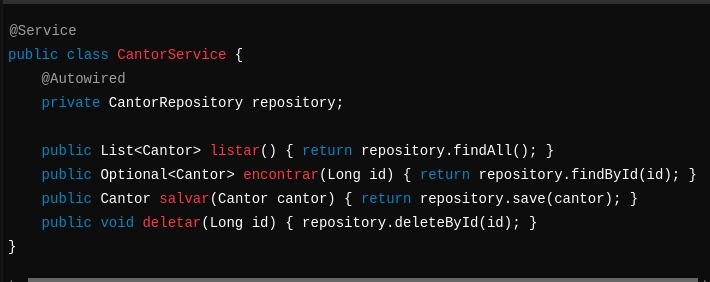 @Service
public class CantorService {
    @Autowired
    private CantorRepository repository;

    public List<Cantor> listar() { return repository.findAll(); }
    public Optional<Cantor> encontrar(Long id) { return repository.findById(id); }
    public Cantor salvar(Cantor cantor) { return repository.save(cantor); }
    public void deletar(Long id) { repository.deleteById(id); }
}